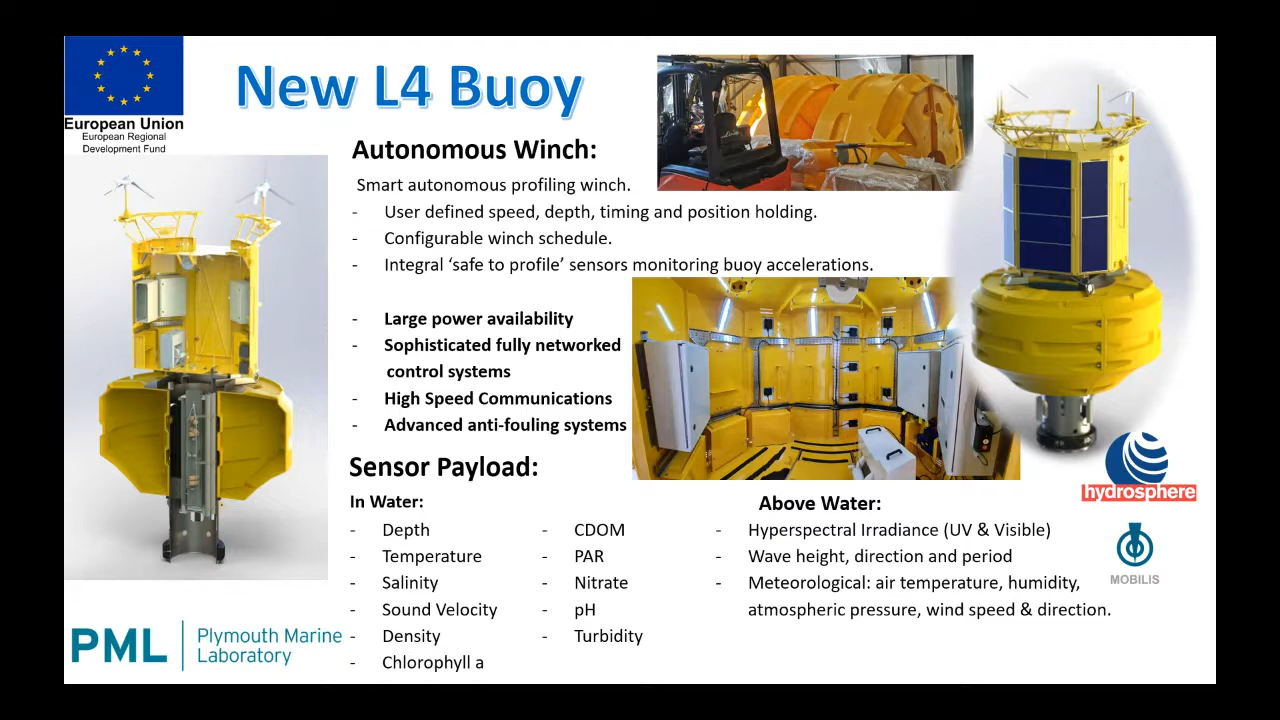 European Union
European Regional
Development Fund
New L4 Buoy
Autonomous Winch:
Smart autonomous profiling winch.
- User defined speed, depth, timing and position holding.
- Configurable winch schedule.
- Integral ‘safe to profile’ sensors monitoring buoy accelerations.
- Large power availability
- Sophisticated fully networked
control systems
- High Speed Communications
- Advanced anti-fouling systems
Sensor Payload:
In Water:
- Depth
- Temperature
- Salinity
- Sound Velocity
- Density
- Chlorophyll a
- CDOM
- PAR
- Nitrate
- pH
- Turbidity
Above Water:
- Hyperspectral Irradiance (UV & Visible)
- Wave height, direction and period
- Meteorological: air temperature, humidity,
atmospheric pressure, wind speed & direction.
hydrosphere
MOBILIS
PML
Plymouth Marine
Laboratory